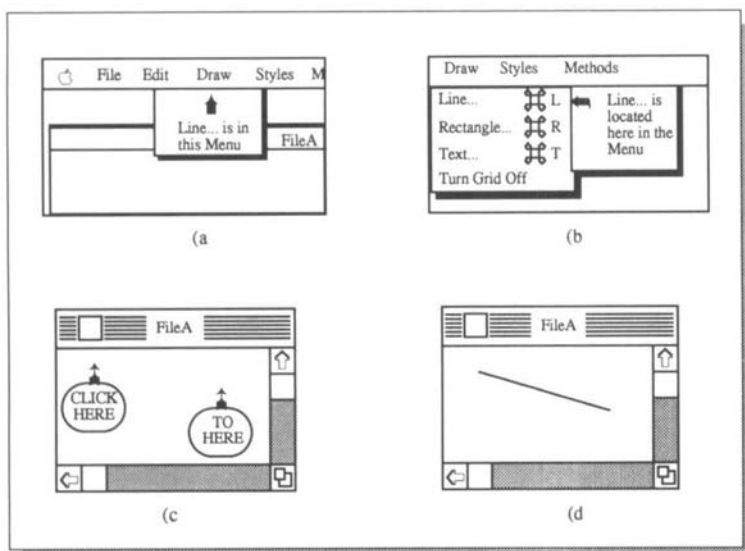 File Edit Draw Styles M
Line... is in
this Menu
FileA
(a
Draw Styles Methods
Line... ⌘ L
Rectangle... ⌘ R
Text... ⌘ T
Turn Grid Off
Line... is
located
here in the
Menu
(b
FileA
CLICK
HERE
TO
HERE
(c
FileA
(d